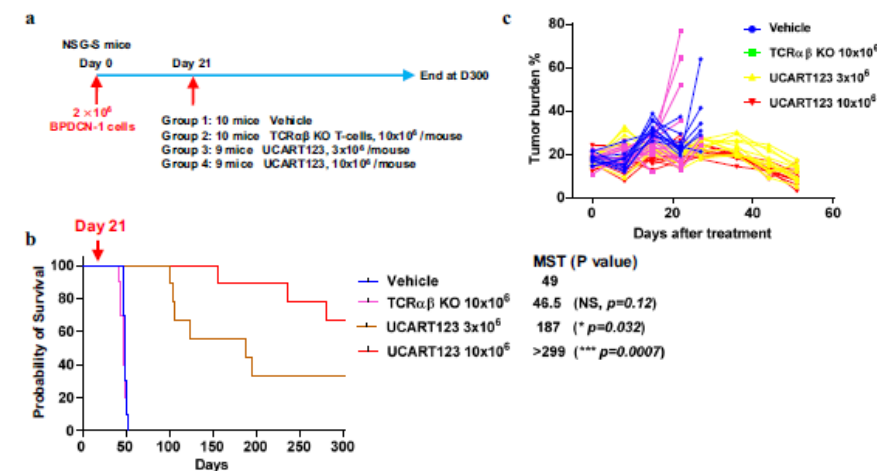 a
NSG-S mice
Day 0
Day 21
End at D300
2 × 10⁶
BPDCN-1 cells
Group 1: 10 mice Vehicle
Group 2: 10 mice TCRαβ KO T-cells, 10x10⁶/mouse
Group 3: 9 mice UCART123, 3x10⁶/mouse
Group 4: 9 mice UCART123, 10x10⁶/mouse
c
Tumor burden %
80
60
40
20
0
0
20
40
60
Days after treatment
Vehicle
TCRαβ KO 10x10⁶
UCART123 3x10⁶
UCART123 10x10⁶
b
Day 21
Probability of Survival
100
80
60
40
20
0
0
50
100
150
200
250
300
Days
MST (P value)
Vehicle 49
TCRαβ KO 10x10⁶ 46.5 (NS, p=0.12)
UCART123 3x10⁶ 187 (* p=0.032)
UCART123 10x10⁶ >299 (*** p=0.0007)